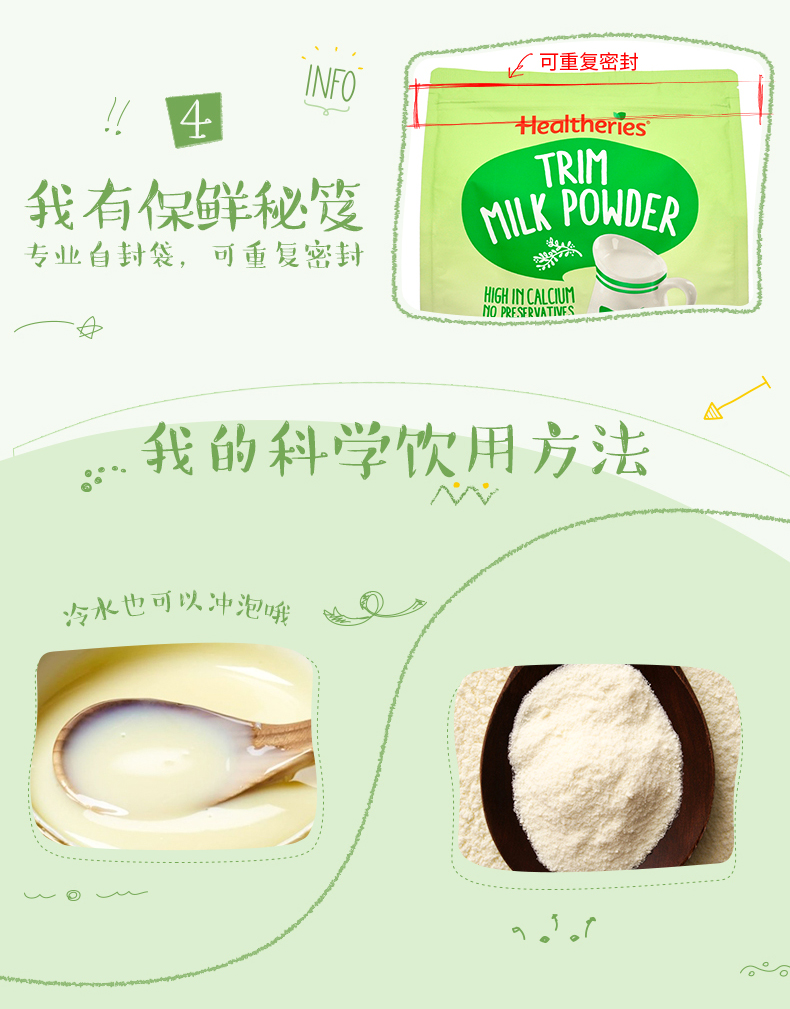 INFO
4
我有保鲜秘笈
专业自封袋，可重复密封
可重复密封
Healtheries
TRIM
MILK POWDER
HIGH IN CALCIUM
NO PRESERVATIVES
我的科学饮用方法
冷水也可以冲泡哦